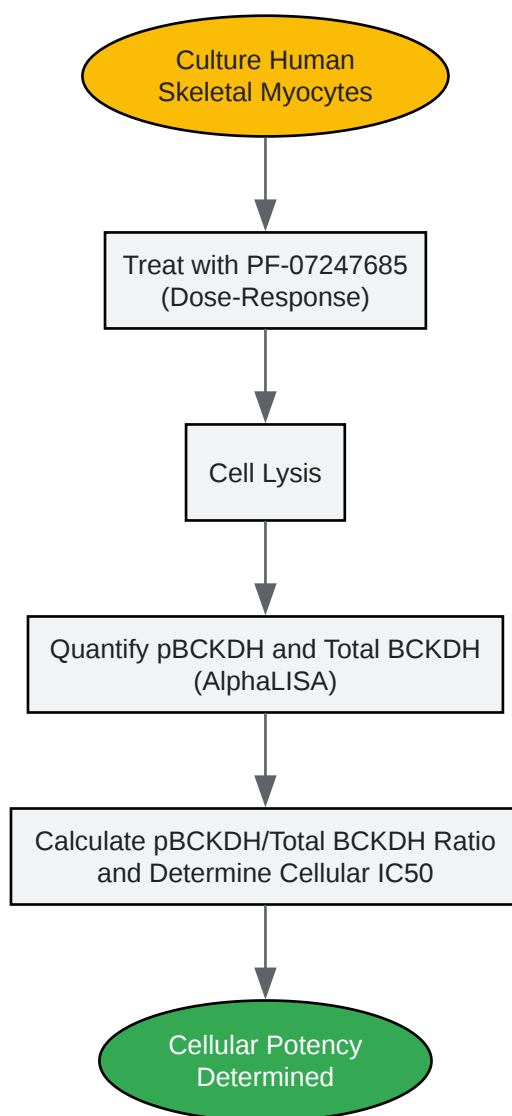 Culture Human
Skeletal Myocytes
Treat with PF-07247685
(Dose-Response)
Cell Lysis
Quantify pBCKDH and Total BCKDH
(AlphaLISA)
Calculate pBCKDH/Total BCKDH Ratio
and Determine Cellular IC50
Cellular Potency
Determined